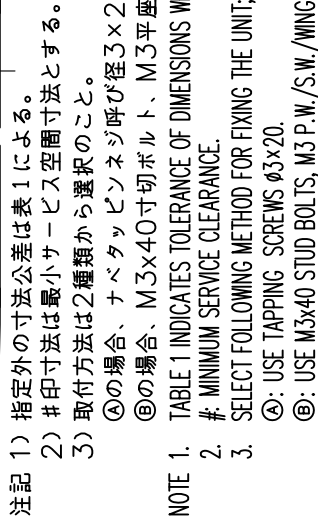 注記 1) 指定外の寸法公差は表1による。
2) #印寸法は最小サービス空間寸法とする。
3) 取付方法は2種類から選択のこと。
Ⓐの場合、ナベタッピンネジ呼び径3×2
Ⓑの場合、M3x40寸切ボルト、M3平座
NOTE 1. TABLE 1 INDICATES TOLERANCE OF DIMENSIONS W
2. #: MINIMUM SERVICE CLEARANCE.
3. SELECT FOLLOWING METHOD FOR FIXING THE UNIT;
Ⓐ: USE TAPPING SCREWS ø3×20.
Ⓑ: USE M3x40 STUD BOLTS, M3 P.W./S.W./WING